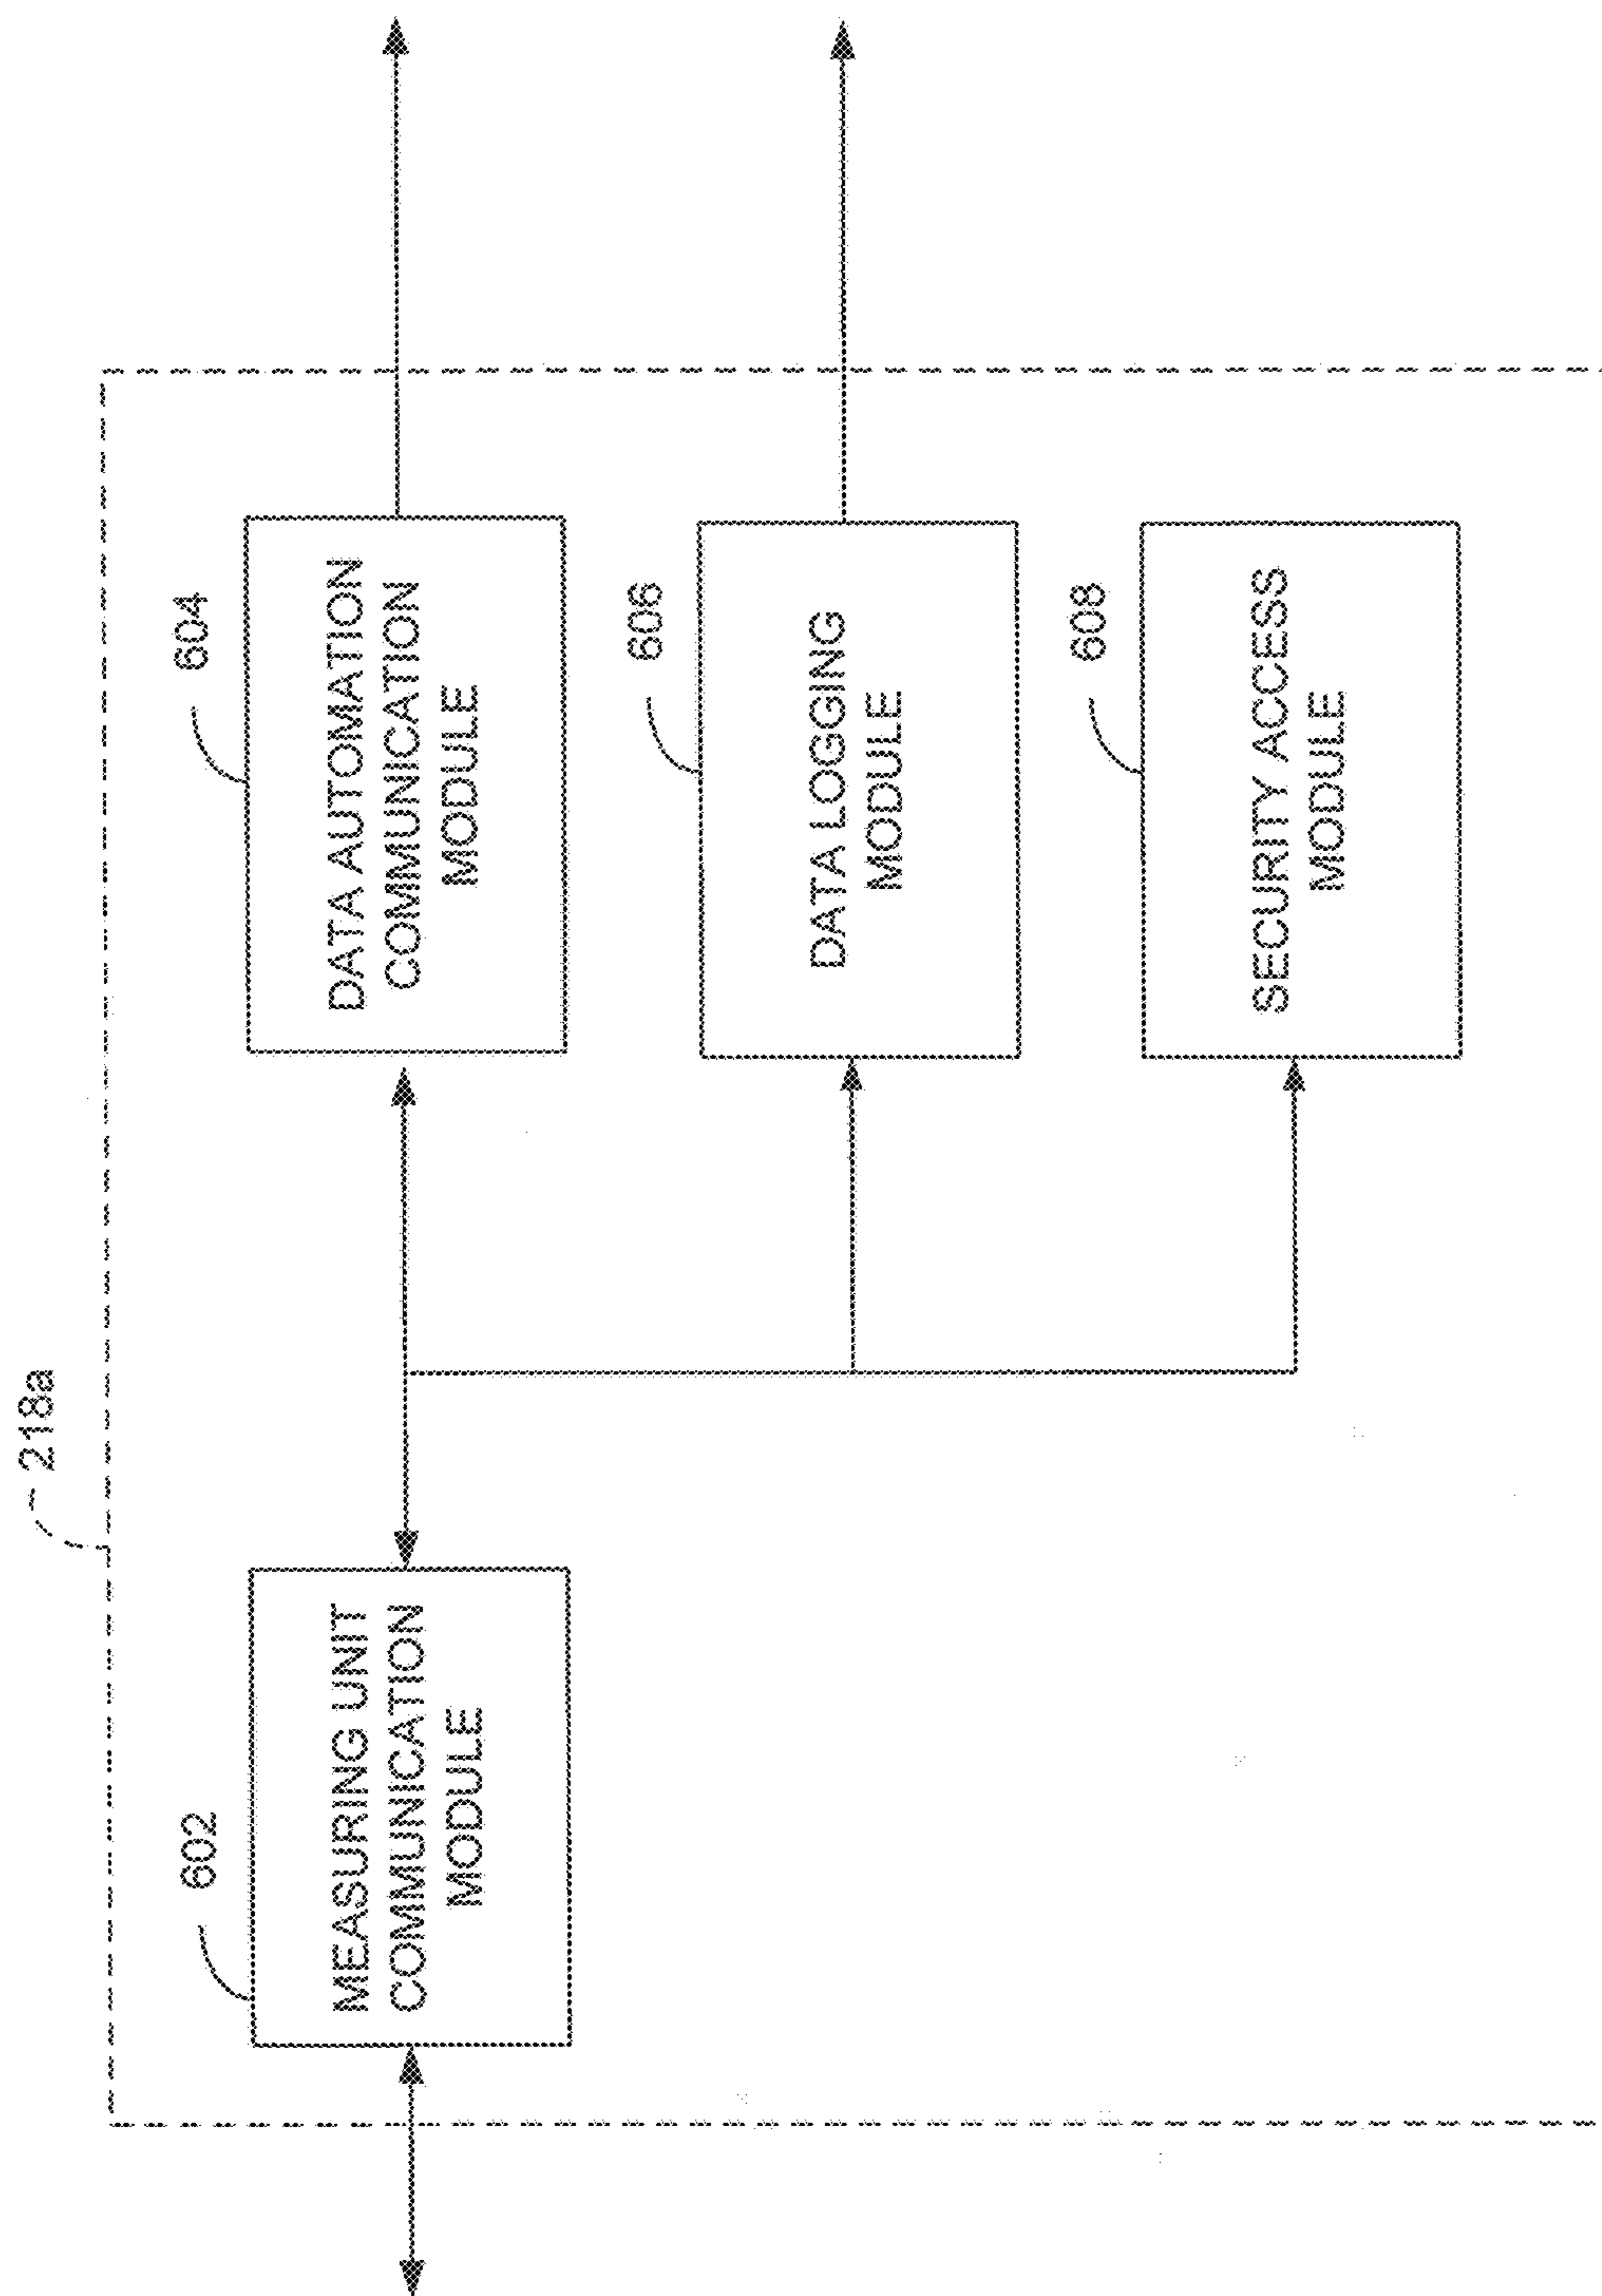 218a
602
MEASURING UNIT
COMMUNICATION
MODULE
604
DATA AUTOMATION
COMMUNICATION
MODULE
606
DATA LOGGING
MODULE
608
SECURITY ACCESS
MODULE